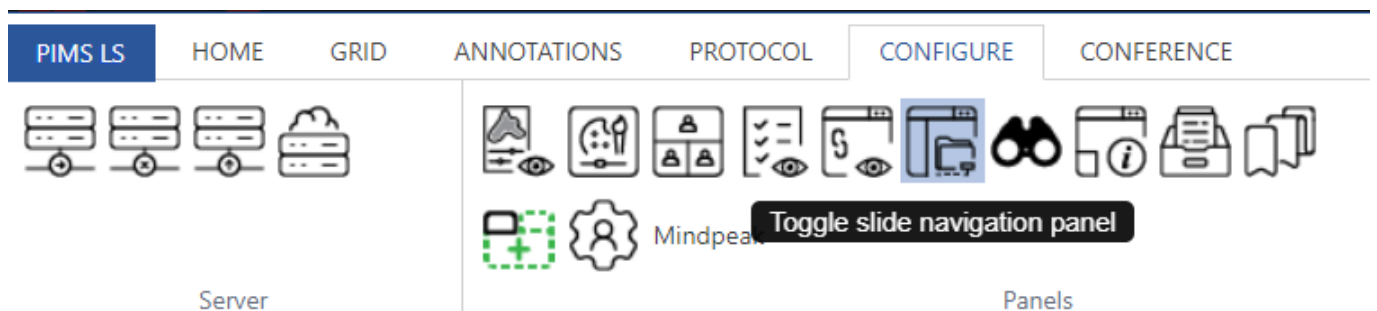 PIMS LS HOME GRID ANNOTATIONS PROTOCOL CONFIGURE CONFERENCE
Mindpeak Toggle slide navigation panel
Server Panels